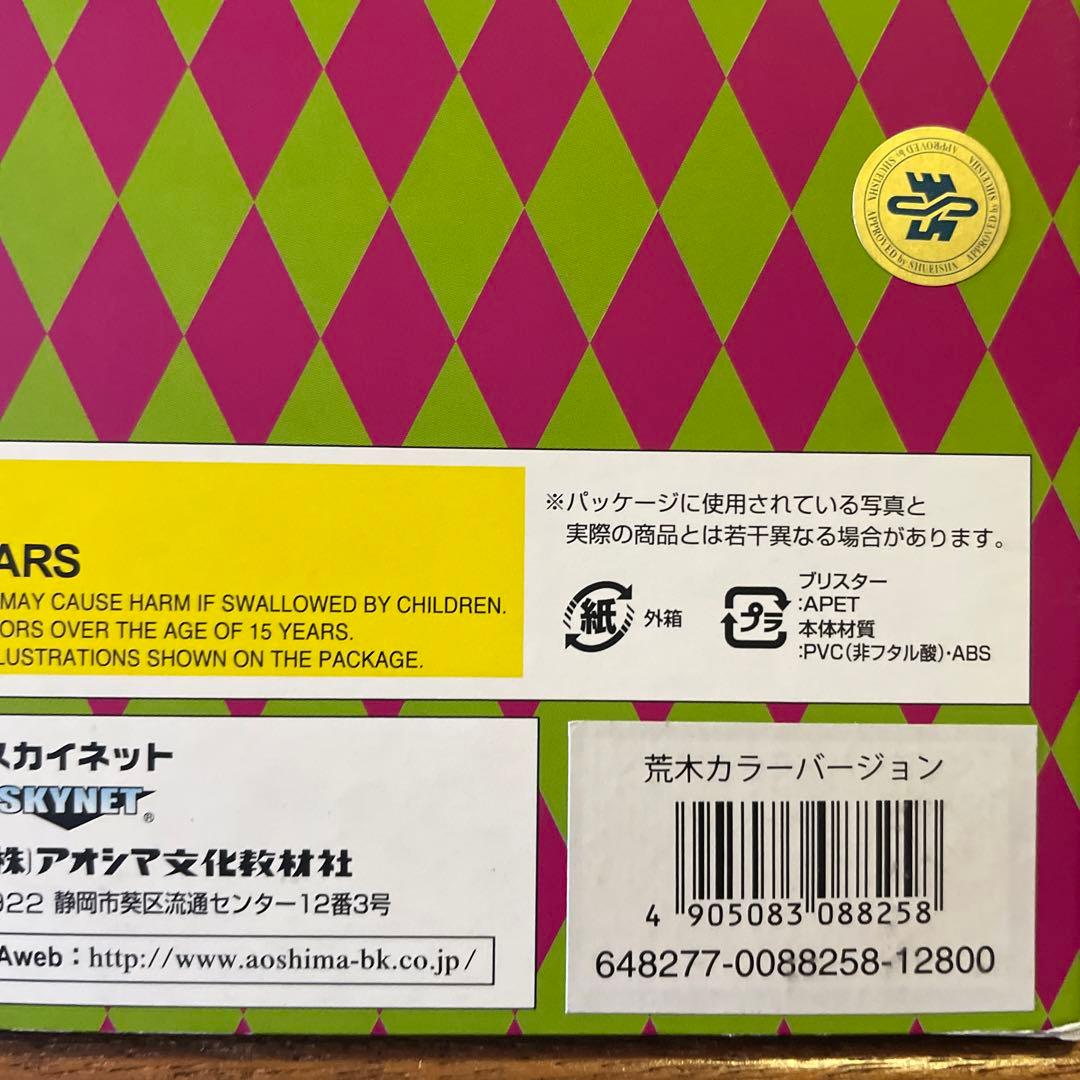 APPROVED by SHUEISHA APPROVED by SHUEISHA
ARS
MAY CAUSE HARM IF SWALLOWED BY CHILDREN.
ORS OVER THE AGE OF 15 YEARS.
LUSTRATIONS SHOWN ON THE PACKAGE.
※パッケージに使用されている写真と
実際の商品とは若干異なる場合があります。
紙 外箱
プラ
ブリスター
:APET
本体材質
:PVC(非フタル酸)・ABS
スカイネット
SKYNET®
株)アオシマ文化教材社
922 静岡市葵区流通センター12番3号
Aweb：http://www.aoshima-bk.co.jp/
荒木カラーバージョン
4 905083 088258
648277-0088258-12800